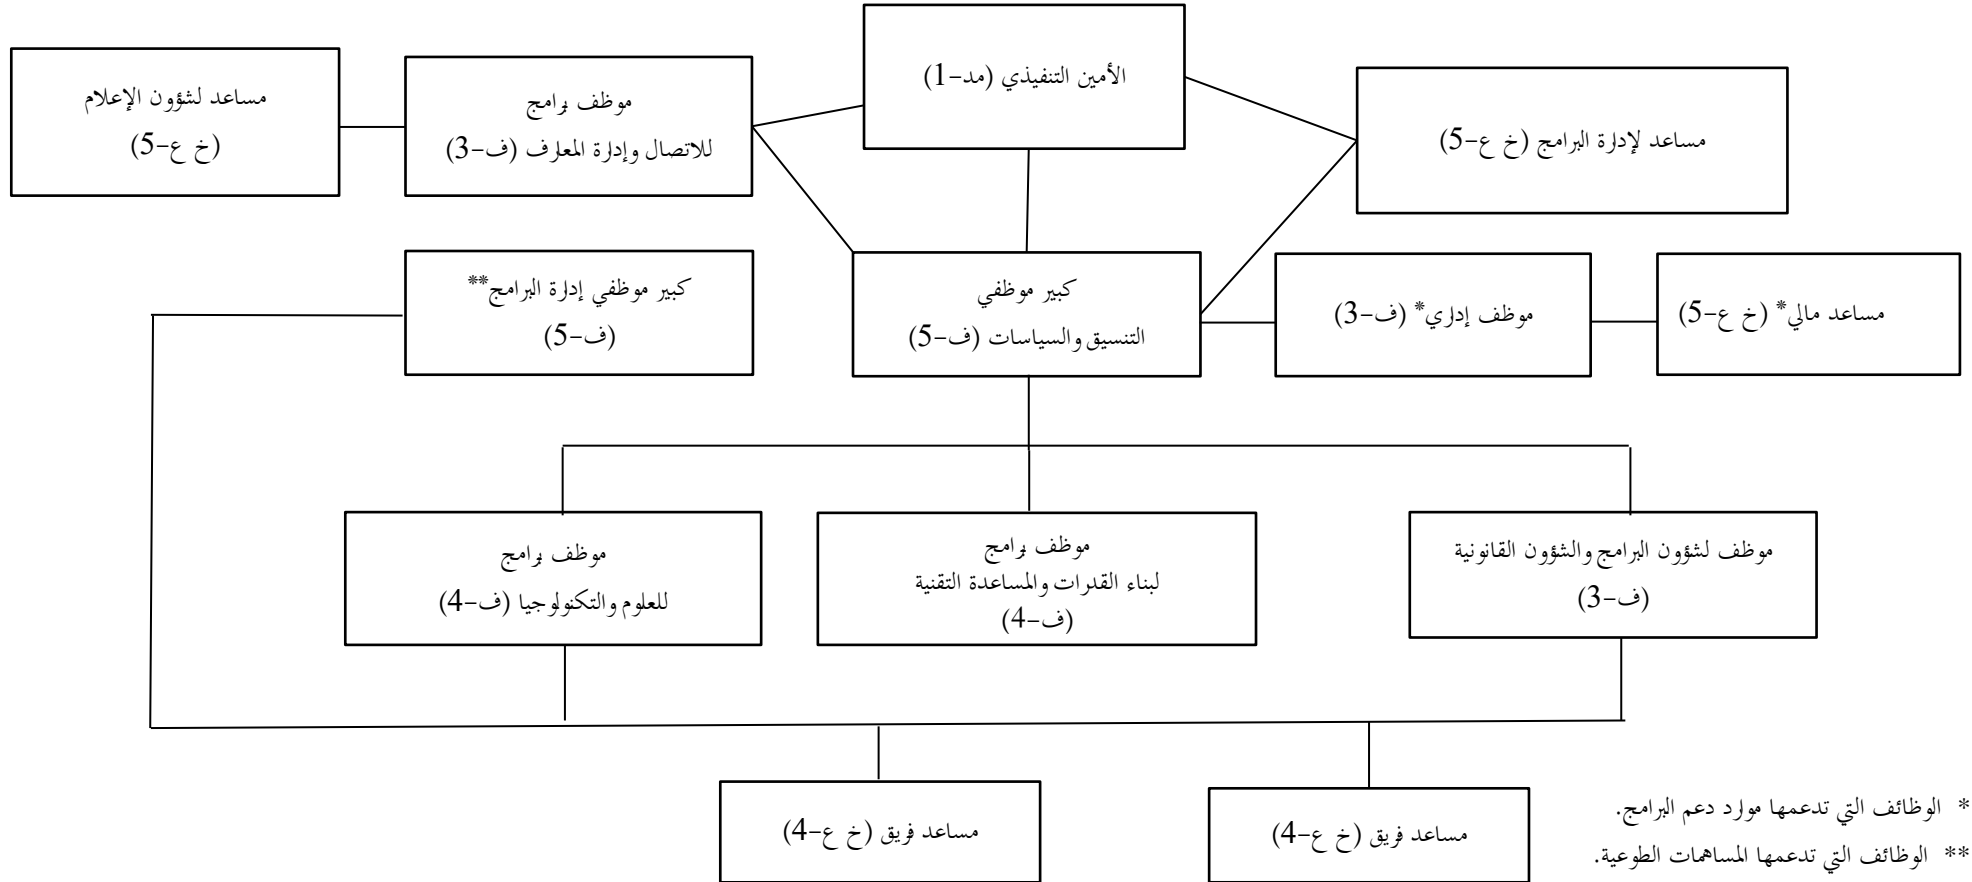 الأمين التنفيذي (مد-1)
مساعد لإدارة البرامج (خ ع-5)
موظف برامج
للاتصال وإدارة المعارف (ف-3)
مساعد لشؤون الإعلام
(خ ع-5)
مساعد مالي* (خ ع-5)
موظف إداري* (ف-3)
كبير موظفي
التنسيق والسياسات (ف-5)
كبير موظفي إدارة البرامج**
(ف-5)
موظف لشؤون البرامج والشؤون القانونية
(ف-3)
موظف برامج
لبناء القدرات والمساعدة التقنية
(ف-4)
موظف برامج
للعلوم والتكنولوجيا (ف-4)
مساعد فريق (خ ع-4)
مساعد فريق (خ ع-4)
* الوظائف التي تدعمها موارد دعم البرامج.
** الوظائف التي تدعمها المساهمات الطوعية.